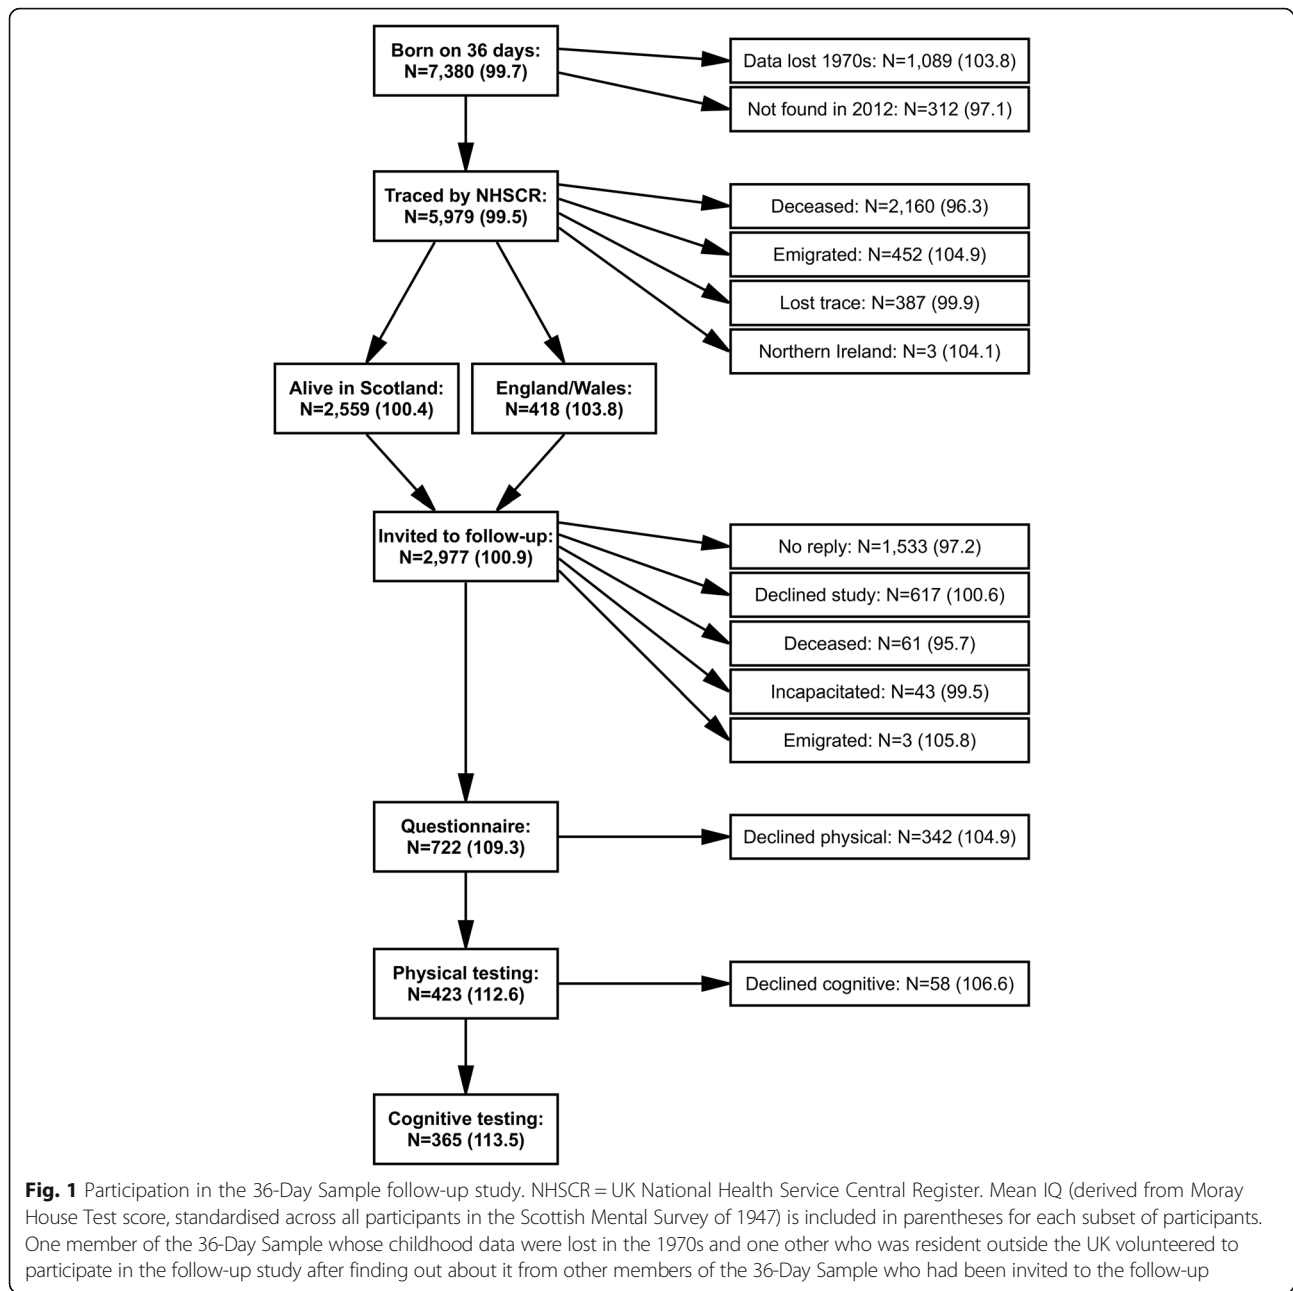 Born on 36 days:
N=7,380 (99.7)
Data lost 1970s: N=1,089 (103.8)
Not found in 2012: N=312 (97.1)
Traced by NHSCR:
N=5,979 (99.5)
Deceased: N=2,160 (96.3)
Emigrated: N=452 (104.9)
Lost trace: N=387 (99.9)
Northern Ireland: N=3 (104.1)
Alive in Scotland:
N=2,559 (100.4)
England/Wales:
N=418 (103.8)
Invited to follow-up:
N=2,977 (100.9)
No reply: N=1,533 (97.2)
Declined study: N=617 (100.6)
Deceased: N=61 (95.7)
Incapacitated: N=43 (99.5)
Emigrated: N=3 (105.8)
Questionnaire:
N=722 (109.3)
Declined physical: N=342 (104.9)
Physical testing:
N=423 (112.6)
Declined cognitive: N=58 (106.6)
Cognitive testing:
N=365 (113.5)
Fig. 1 Participation in the 36-Day Sample follow-up study. NHSCR = UK National Health Service Central Register. Mean IQ (derived from Moray
House Test score, standardised across all participants in the Scottish Mental Survey of 1947) is included in parentheses for each subset of participants.
One member of the 36-Day Sample whose childhood data were lost in the 1970s and one other who was resident outside the UK volunteered to
participate in the follow-up study after finding out about it from other members of the 36-Day Sample who had been invited to the follow-up